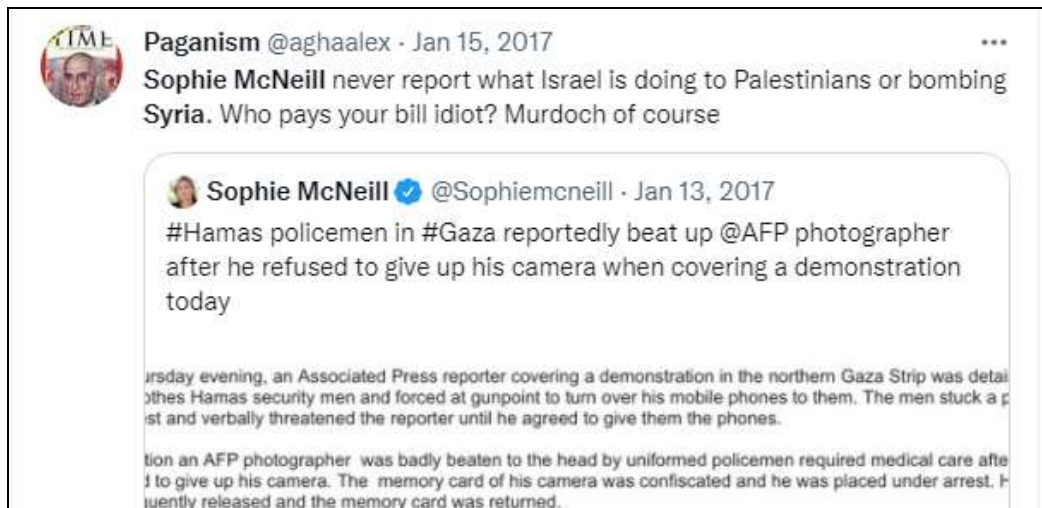 TIME
Paganism @aghaalex · Jan 15, 2017
Sophie McNeill never report what Israel is doing to Palestinians or bombing
Syria. Who pays your bill idiot? Murdoch of course
Sophie McNeill @Sophiemcneill · Jan 13, 2017
#Hamas policemen in #Gaza reportedly beat up @AFP photographer
after he refused to give up his camera when covering a demonstration
today
evening, an Associated Press reporter covering a demonstration in the northern Gaza Strip was
Hamas security men and forced at gunpoint to turn over his mobile phones to them. The men stuck a
and verbally threatened the reporter until he agreed to give them the phones.
an AFP photographer was badly beaten to the head by uniformed policemen required medical care
to give up his camera. The memory card of his camera was confiscated and he was placed under arrest.
released and the memory card was returned.